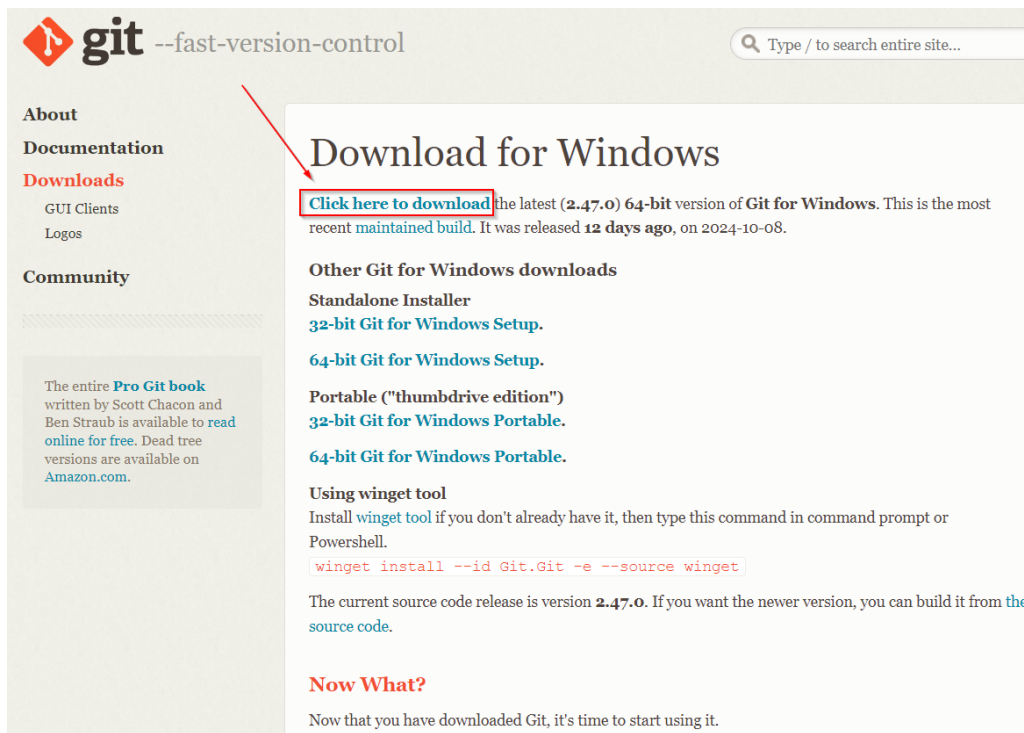 git --fast-version-control
Type / to search entire site...
About
Documentation
Downloads
GUI Clients
Logos
Community
The entire Pro Git book
written by Scott Chacon and
Ben Straub is available to read
online for free. Dead tree
versions are available on
Amazon.com.
Download for Windows
Click here to download the latest (2.47.0) 64-bit version of Git for Windows. This is the most
recent maintained build. It was released 12 days ago, on 2024-10-08.
Other Git for Windows downloads
Standalone Installer
32-bit Git for Windows Setup.
64-bit Git for Windows Setup.
Portable ("thumbdrive edition")
32-bit Git for Windows Portable.
64-bit Git for Windows Portable.
Using winget tool
Install winget tool if you don't already have it, then type this command in command prompt or
Powershell.
winget install --id Git.Git -e --source winget
The current source code release is version 2.47.0. If you want the newer version, you can build it from the
source code.
Now What?
Now that you have downloaded Git, it's time to start using it.